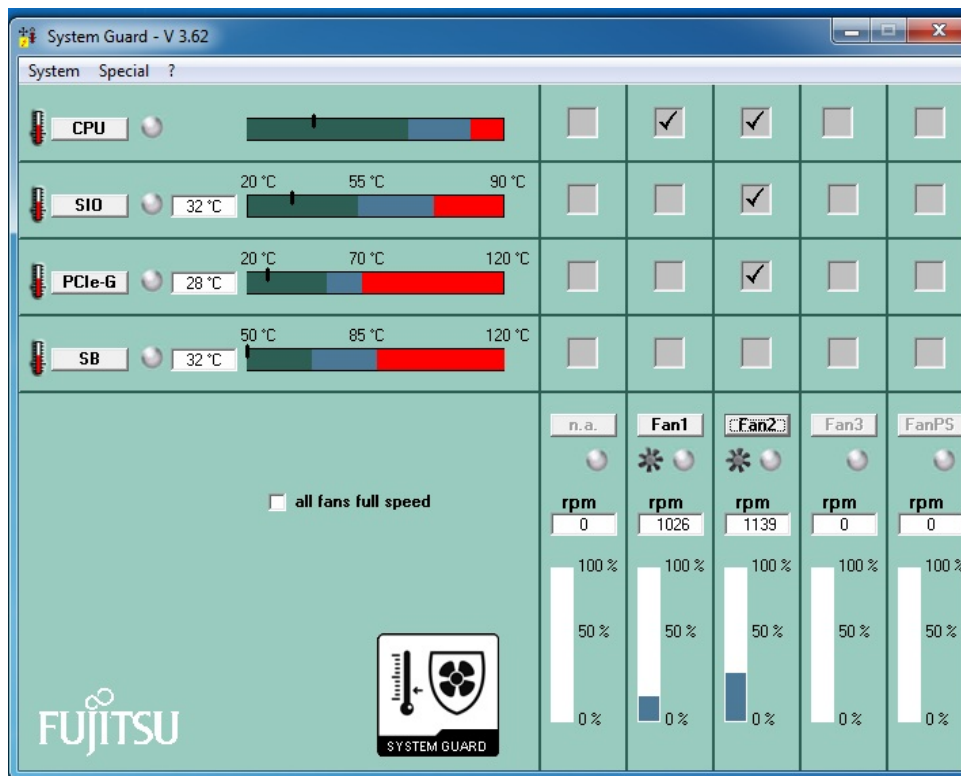 System Guard - V 3.62
System Special ?
CPU
20 °C 55 °C 90 °C
SIO 32 °C
20 °C 70 °C 120 °C
PCIe-G 28 °C
50 °C 85 °C 120 °C
SB 32 °C
n.a. Fan1 Fan2 Fan3 FanPS
all fans full speed
rpm rpm rpm rpm rpm
0 1026 1139 0 0
100 % 100 % 100 % 100 % 100 %
50 % 50 % 50 % 50 % 50 %
0 % 0 % 0 % 0 % 0 %
FUJITSU
SYSTEM GUARD